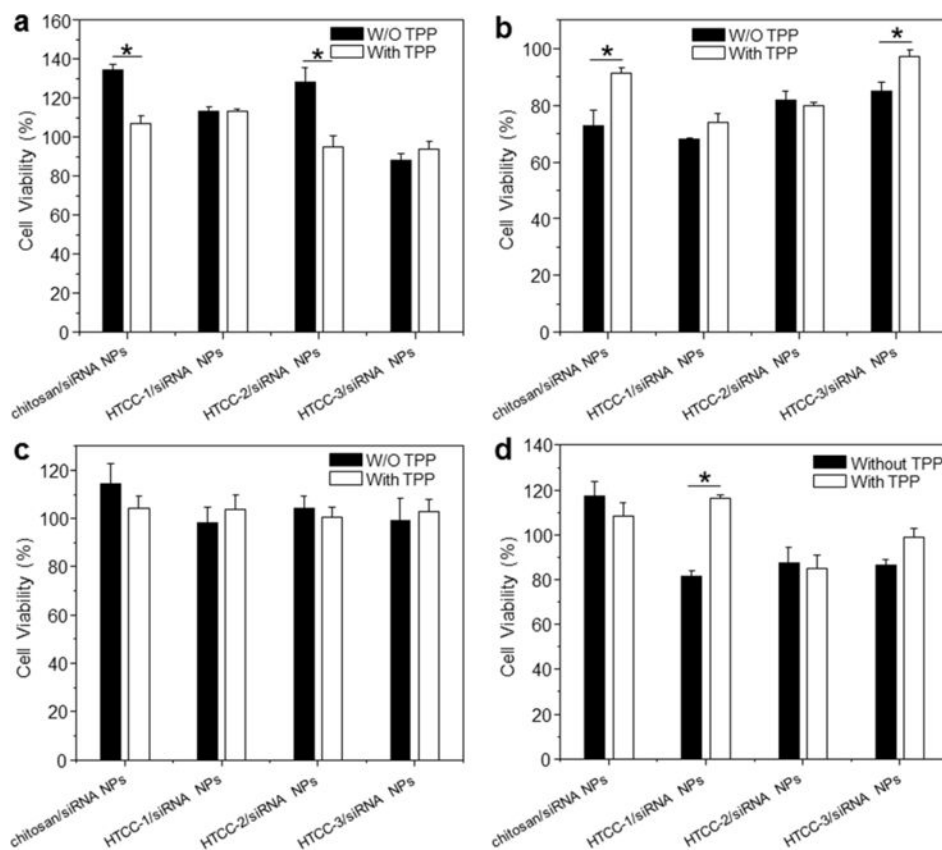 a
W/O TPP
With TPP
*
*
Cell Viability (%)
160
140
120
100
80
60
40
20
0
chitosan/siRNA NPs
HTCC-1/siRNA NPs
HTCC-2/siRNA NPs
HTCC-3/siRNA NPs
b
W/O TPP
With TPP
*
*
Cell Viability (%)
100
80
60
40
20
0
chitosan/siRNA NPs
HTCC-1/siRNA NPs
HTCC-2/siRNA NPs
HTCC-3/siRNA NPs
c
W/O TPP
With TPP
Cell Viability (%)
120
100
80
60
40
20
0
chitosan/siRNA NPs
HTCC-1/siRNA NPs
HTCC-2/siRNA NPs
HTCC-3/siRNA NPs
d
Without TPP
With TPP
*
Cell Viability (%)
140
120
100
80
60
40
20
0
chitosan/siRNA NPs
HTCC-1/siRNA NPs
HTCC-2/siRNA NPs
HTCC-3/siRNA NPs